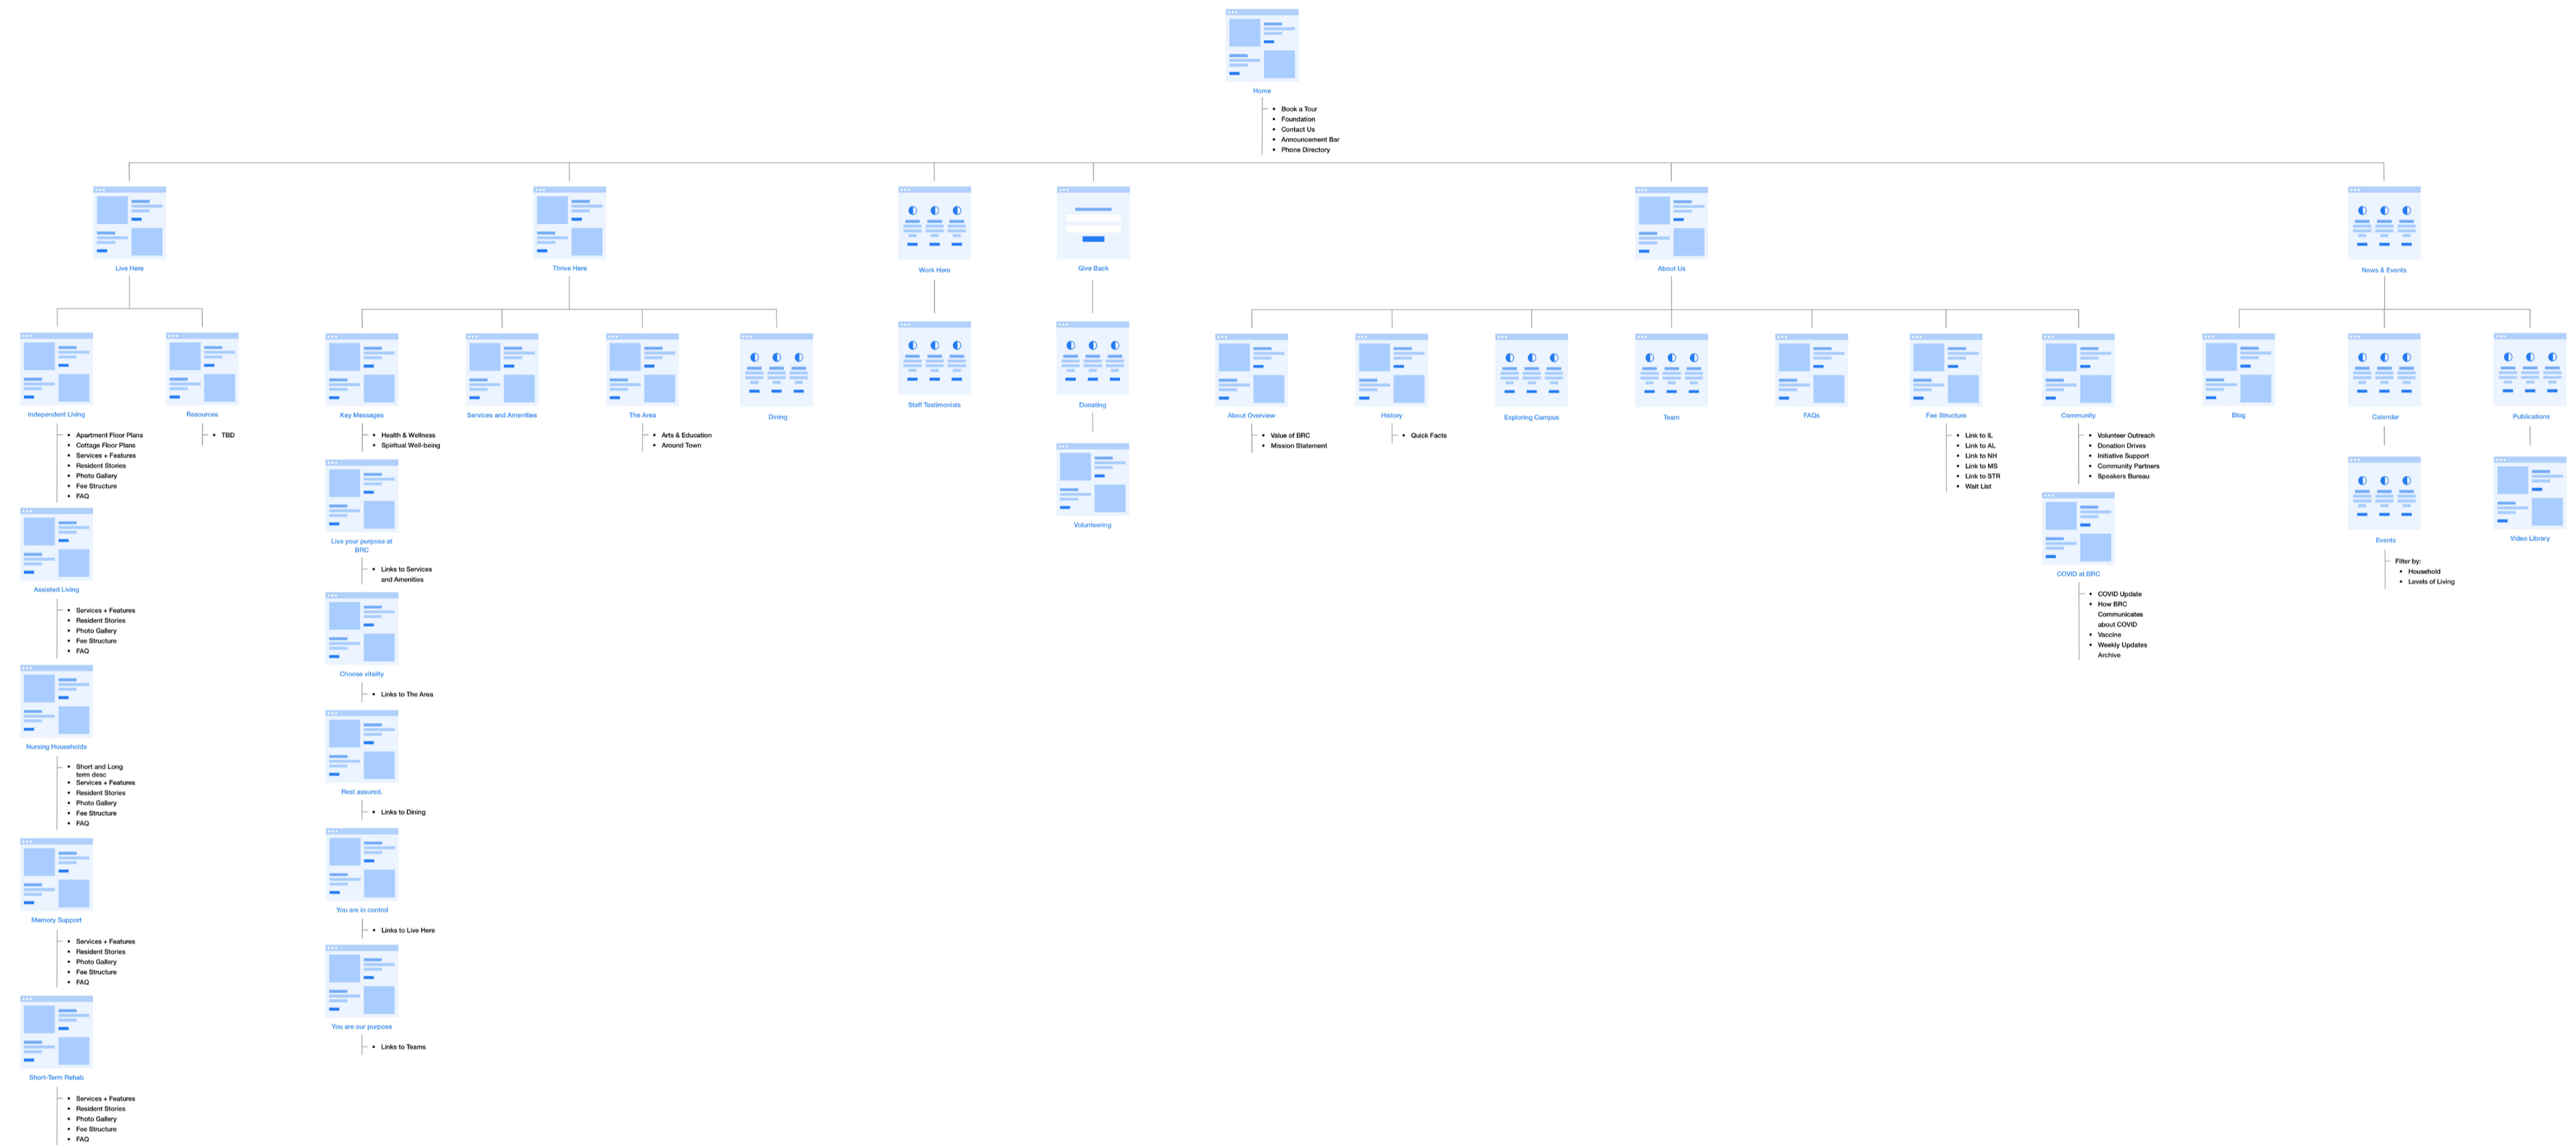 Home
Book a Tour
Foundation
Contact Us
Announcement Bar
Phone Directory
Live Here
Thrive Here
Work Here
Give Back
About Us
News & Events
Independent Living
Apartment Floor Plans
Cottage Floor Plans
Services + Features
Resident Stories
Photo Gallery
Fee Structure
FAQ
Assisted Living
Services + Features
Resident Stories
Photo Gallery
Fee Structure
FAQ
Nursing Households
Short and Long
term desc
Services + Features
Resident Stories
Photo Gallery
Fee Structure
FAQ
Memory Support
Services + Features
Resident Stories
Photo Gallery
Fee Structure
FAQ
Short-Term Rehab
Services + Features
Resident Stories
Photo Gallery
Fee Structure
FAQ
Resources
TBD
Key Messages
Health & Wellness
Spiritual Well-being
Live your purpose at
BRC
Links to Services
and Amenities
Choose vitality
Links to The Area
Rest assured.
Links to Dining
You are in control
Links to Live Here
You are our purpose
Links to Teams
Services and Amenities
The Area
Arts & Education
Around Town
Dining
Staff Testimonials
Donating
Volunteering
About Overview
Value of BRC
Mission Statement
History
Quick Facts
Exploring Campus
Team
FAQs
Fee Structure
Link to IL
Link to AL
Link to NH
Link to MS
Link to STR
Wait List
Community
Volunteer Outreach
Donation Drives
Initiative Support
Community Partners
Speakers Bureau
COVID at BRC
COVID Update
How BRC
Communicates
about COVID
Vaccine
Weekly Updates
Archive
Blog
Calendar
Events
Filter by:
Household
Levels of Living
Publications
Video Library